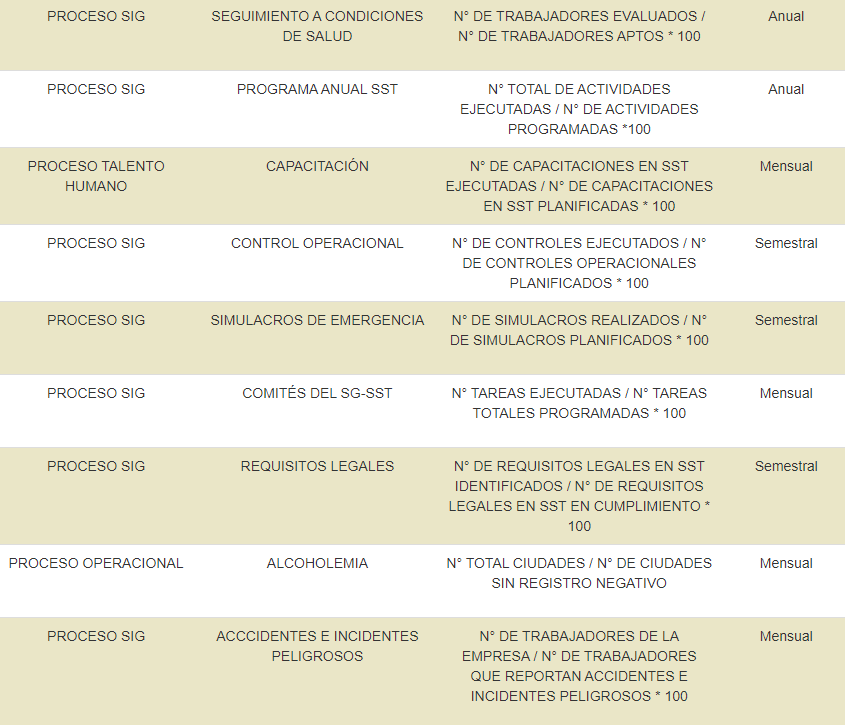 PROCESO SIG
SEGUIMIENTO A CONDICIONES
DE SALUD
N° DE TRABAJADORES EVALUADOS /
N° DE TRABAJADORES APTOS * 100
Anual
PROCESO SIG
PROGRAMA ANUAL SST
N° TOTAL DE ACTIVIDADES
EJECUTADAS / N° DE ACTIVIDADES
PROGRAMADAS *100
Anual
PROCESO TALENTO
HUMANO
CAPACITACIÓN
N° DE CAPACITACIONES EN SST
EJECUTADAS / N° DE CAPACITACIONES
EN SST PLANIFICADAS * 100
Mensual
PROCESO SIG
CONTROL OPERACIONAL
N° DE CONTROLES EJECUTADOS / N°
DE CONTROLES OPERACIONALES
PLANIFICADOS * 100
Semestral
PROCESO SIG
SIMULACROS DE EMERGENCIA
N° DE SIMULACROS REALIZADOS / N°
DE SIMULACROS PLANIFICADOS * 100
Semestral
PROCESO SIG
COMITÉS DEL SG-SST
N° TAREAS EJECUTADAS / N° TAREAS
TOTALES PROGRAMADAS * 100
Mensual
PROCESO SIG
REQUISITOS LEGALES
N° DE REQUISITOS LEGALES EN SST
IDENTIFICADOS / N° DE REQUISITOS
LEGALES EN SST EN CUMPLIMIENTO *
100
Semestral
PROCESO OPERACIONAL
ALCOHOLEMIA
N° TOTAL CIUDADES / N° DE CIUDADES
SIN REGISTRO NEGATIVO
Mensual
PROCESO SIG
ACCCIDENTES E INCIDENTES
PELIGROSOS
N° DE TRABAJADORES DE LA
EMPRESA / N° DE TRABAJADORES
QUE REPORTAN ACCIDENTES E
INCIDENTES PELIGROSOS * 100
Mensual